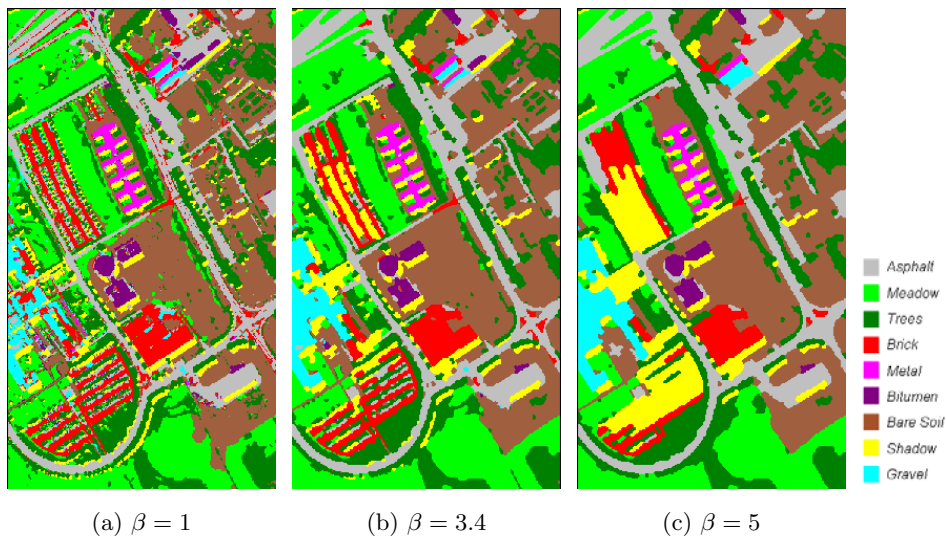 Asphalt
Meadow
Trees
Brick
Metal
Bitumen
Bare Soil
Shadow
Gravel
(a) β = 1
(b) β = 3.4
(c) β = 5